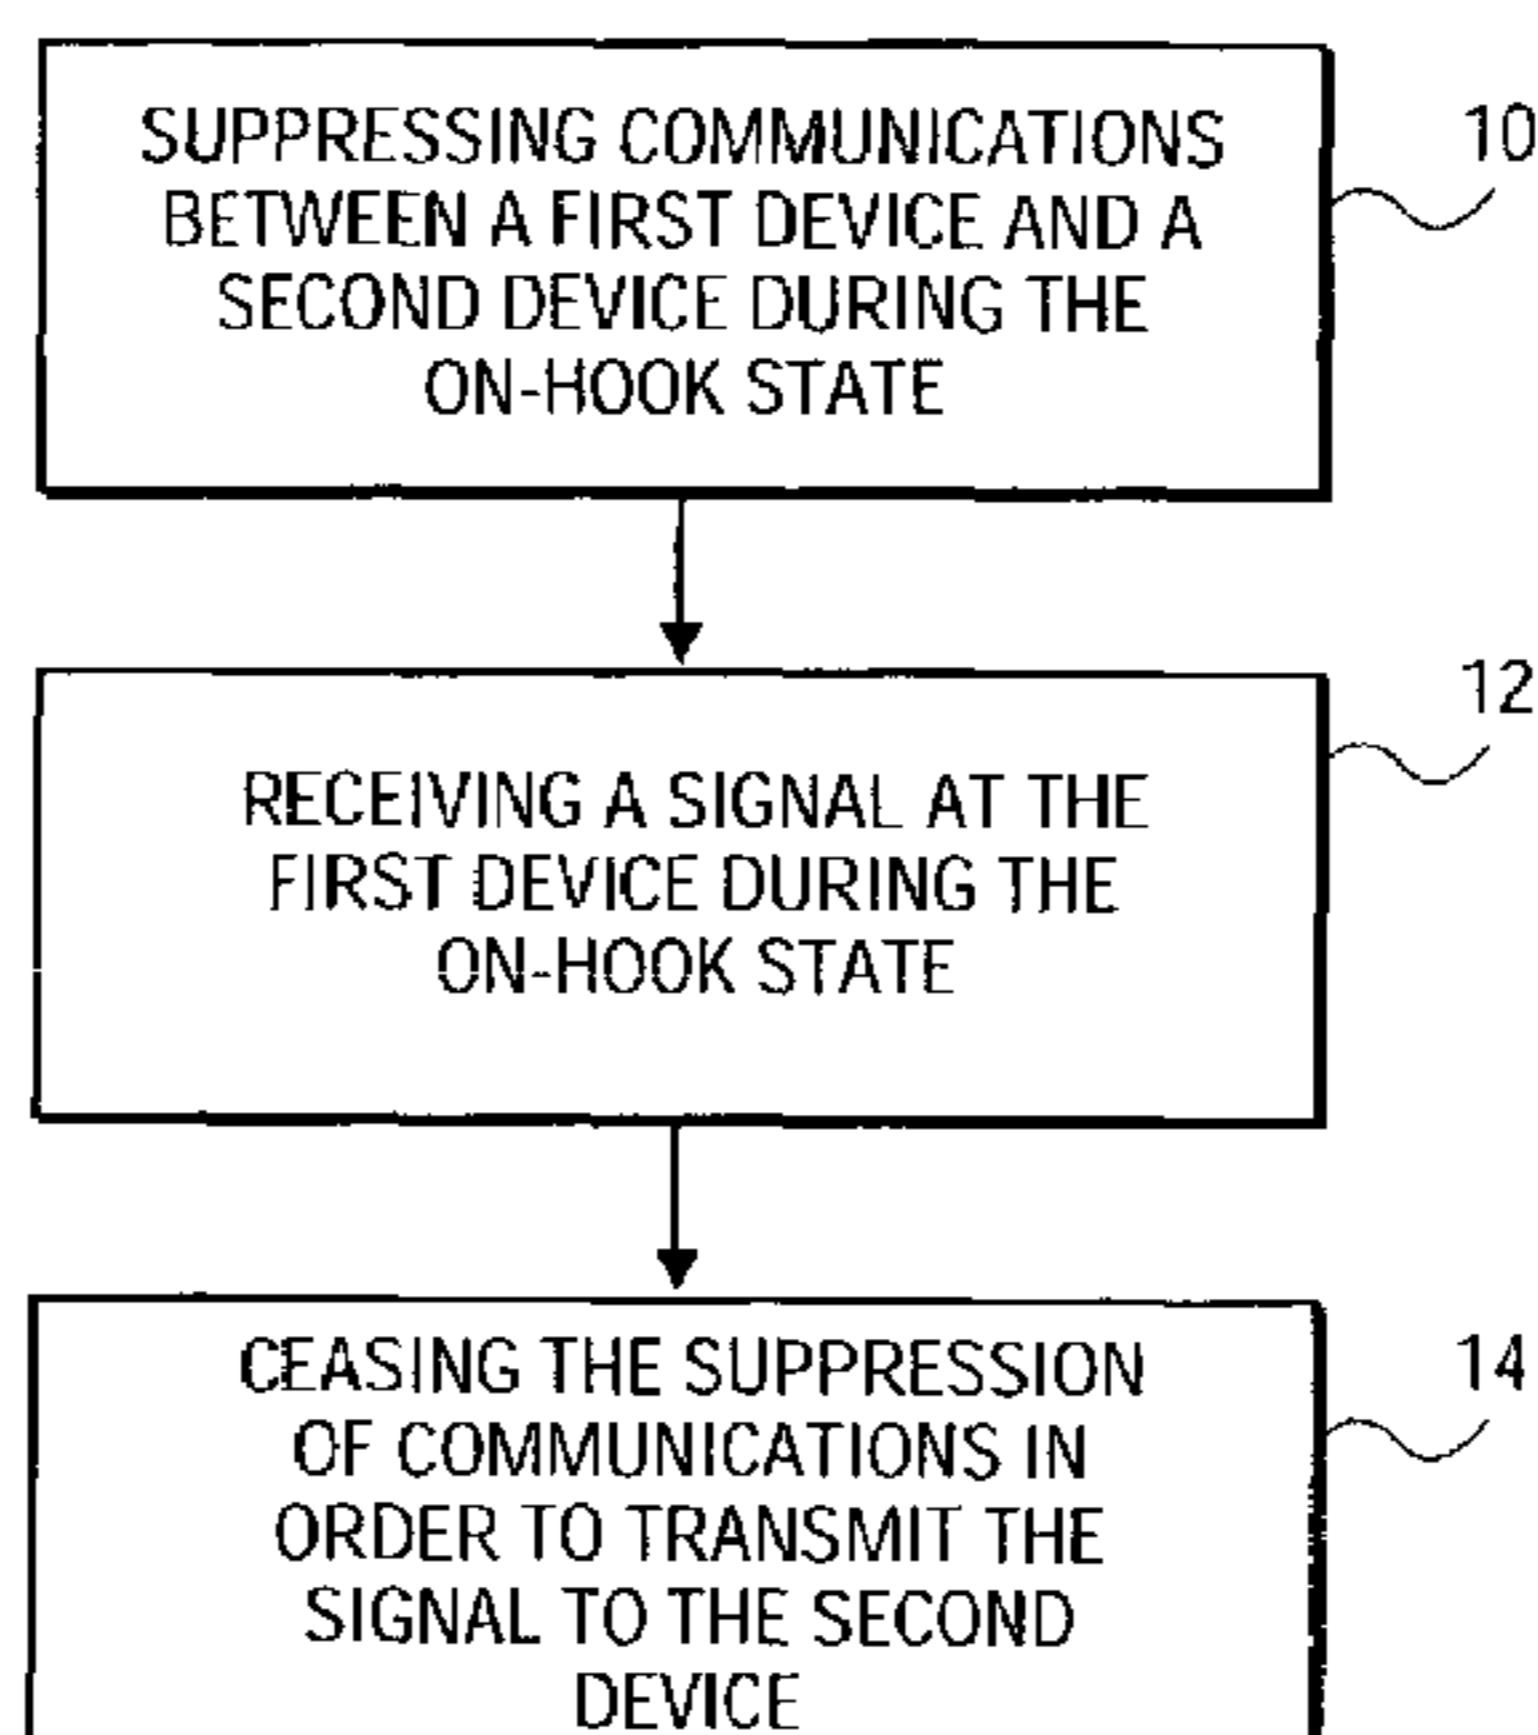 SUPPRESSING COMMUNICATIONS
BETWEEN A FIRST DEVICE AND A
SECOND DEVICE DURING THE
ON-HOOK STATE
10
RECEIVING A SIGNAL AT THE
FIRST DEVICE DURING THE
ON-HOOK STATE
12
CEASING THE SUPPRESSION
OF COMMUNICATIONS IN
ORDER TO TRANSMIT THE
SIGNAL TO THE SECOND
DEVICE
14